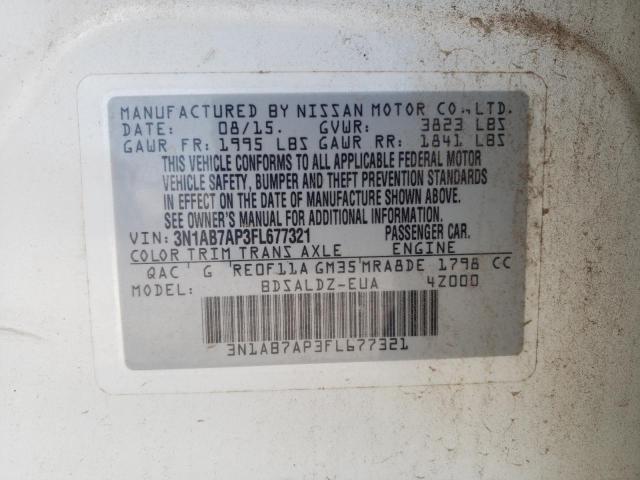 MANUFACTURED BY NISSAN MOTOR CO.,LTD.
DATE: 08/15. GVWR: 3823 LBS
GAWR FR: 1995 LBS GAWR RR: 1841 LBS
THIS VEHICLE CONFORMS TO ALL APPLICABLE FEDERAL MOTOR
VEHICLE SAFETY, BUMPER AND THEFT PREVENTION STANDARDS
IN EFFECT ON THE DATE OF MANUFACTURE SHOWN ABOVE.
SEE OWNER'S MANUAL FOR ADDITIONAL INFORMATION.
VIN: 3N1AB7AP3FL677321 PASSENGER CAR.
COLOR TRIM TRANS AXLE ENGINE
QAC G RE0F11A GM35 MRA8DE 1798 CC
MODEL: BDSALDZ-EUA 4Z000
3N1AB7AP3FL677321